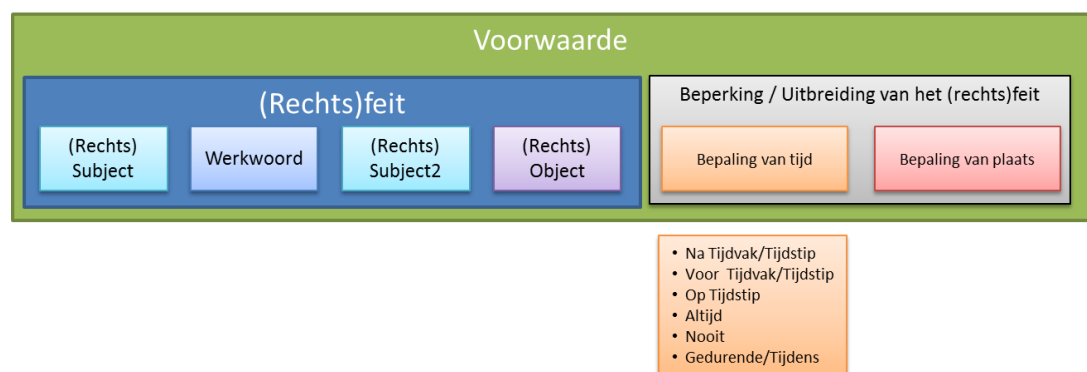 Voorwaarde
(Rechts)feit
(Rechts)
Subject
Werkwoord
(Rechts)
Subject2
(Rechts)
Object
Beperking / Uitbreiding van het (rechts)feit
Bepaling van tijd
Bepaling van plaats
• Na Tijdvak/Tijdstip
• Voor Tijdvak/Tijdstip
• Op Tijdstip
• Altijd
• Nooit
• Gedurende/Tijdens